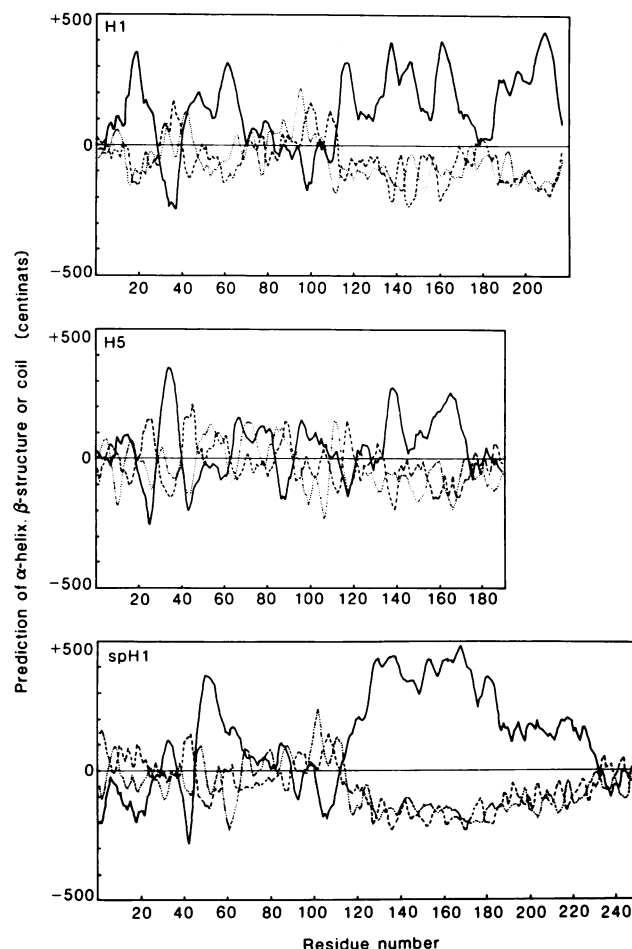 +500
H1
0
−500
20 40 60 80 100 120 140 160 180 200
+500
H5
0
−500
20 40 60 80 100 120 140 160 180
+500
spH1
0
−500
20 40 60 80 100 120 140 160 180 200 220 240
Prediction of α-helix, β-structure or coil (centinats)
Residue number